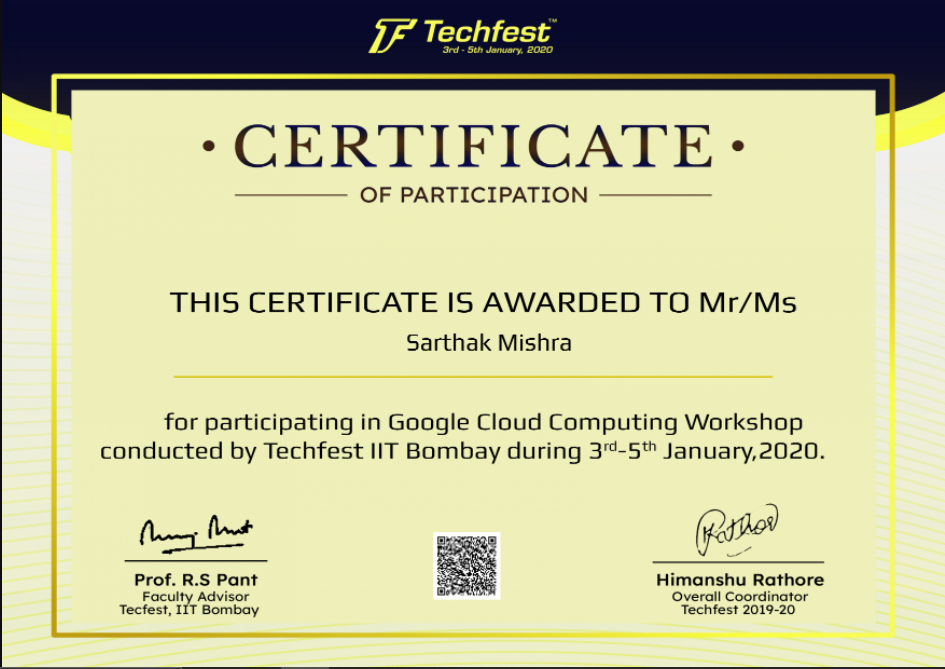 Techfest™
3rd - 5th January, 2020
• CERTIFICATE •
OF PARTICIPATION
THIS CERTIFICATE IS AWARDED TO Mr/Ms
Sarthak Mishra
for participating in Google Cloud Computing Workshop
conducted by Techfest IIT Bombay during 3rd-5th January,2020.
Rathor
Prof. R.S Pant
Faculty Advisor
Tecfest, IIT Bombay
Himanshu Rathore
Overall Coordinator
Techfest 2019-20